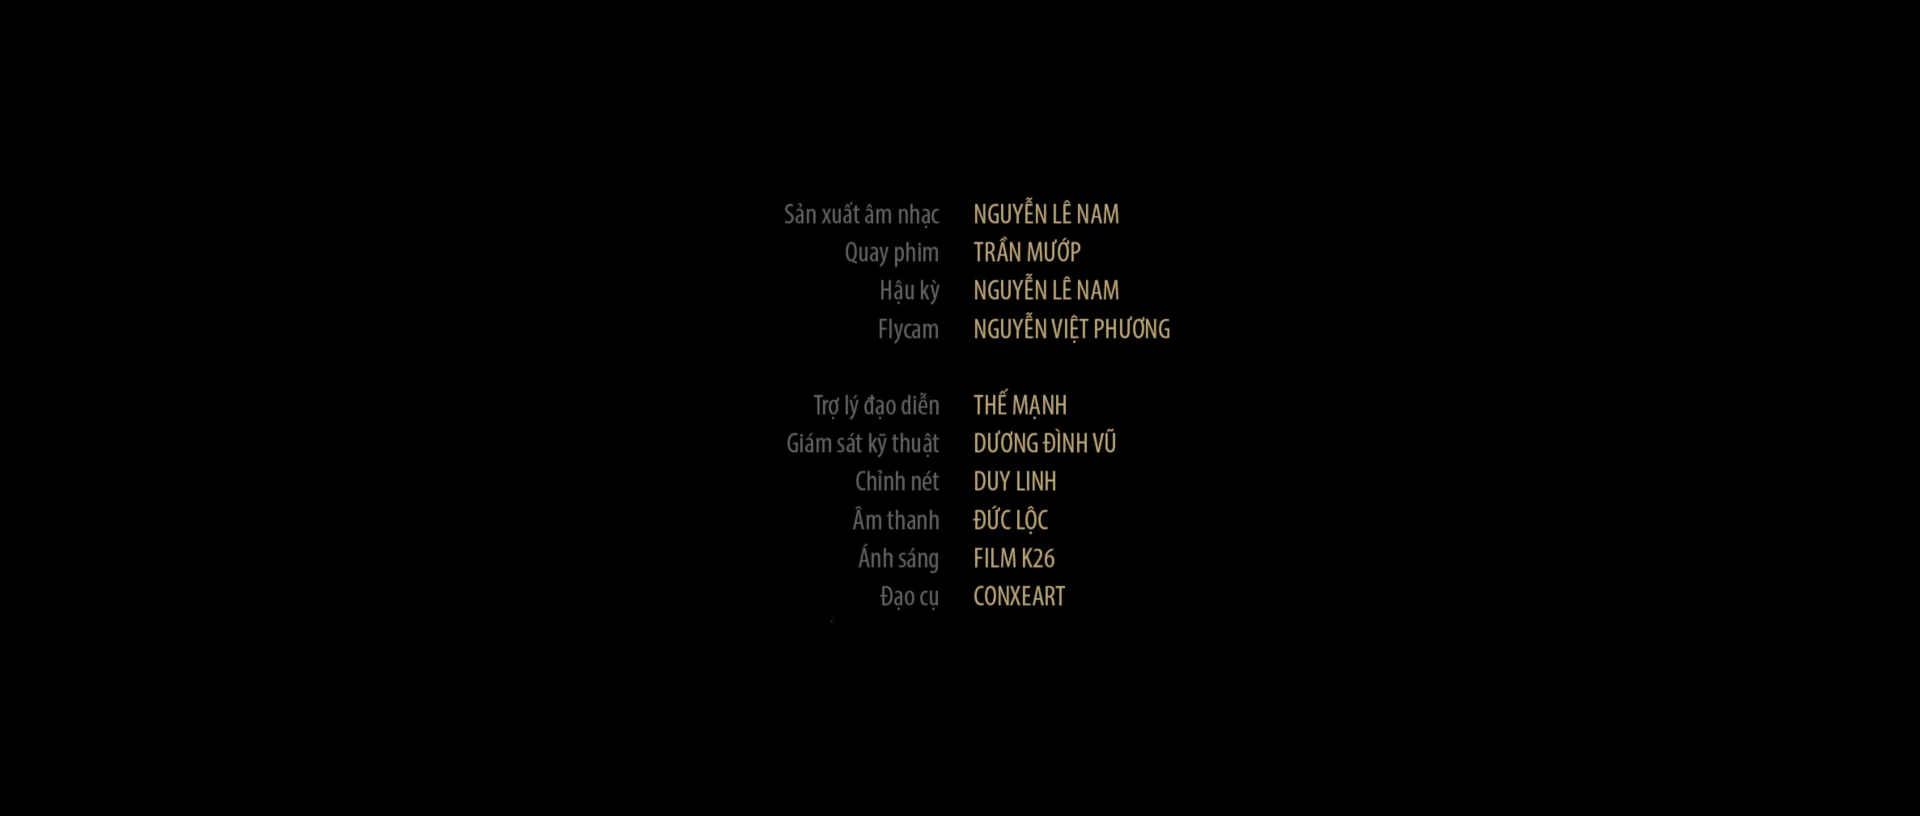 Sản xuất âm nhạc NGUYỄN LÊ NAM
Quay phim TRẦN MƯỚP
Hậu kỳ NGUYỄN LÊ NAM
Flycam NGUYỄN VIỆT PHƯƠNG
Trợ lý đạo diễn THẾ MẠNH
Giám sát kỹ thuật DƯƠNG ĐÌNH VŨ
Chỉnh nét DUY LINH
Âm thanh ĐỨC LỘC
Ánh sáng FILM K26
Đạo cụ CONXEART